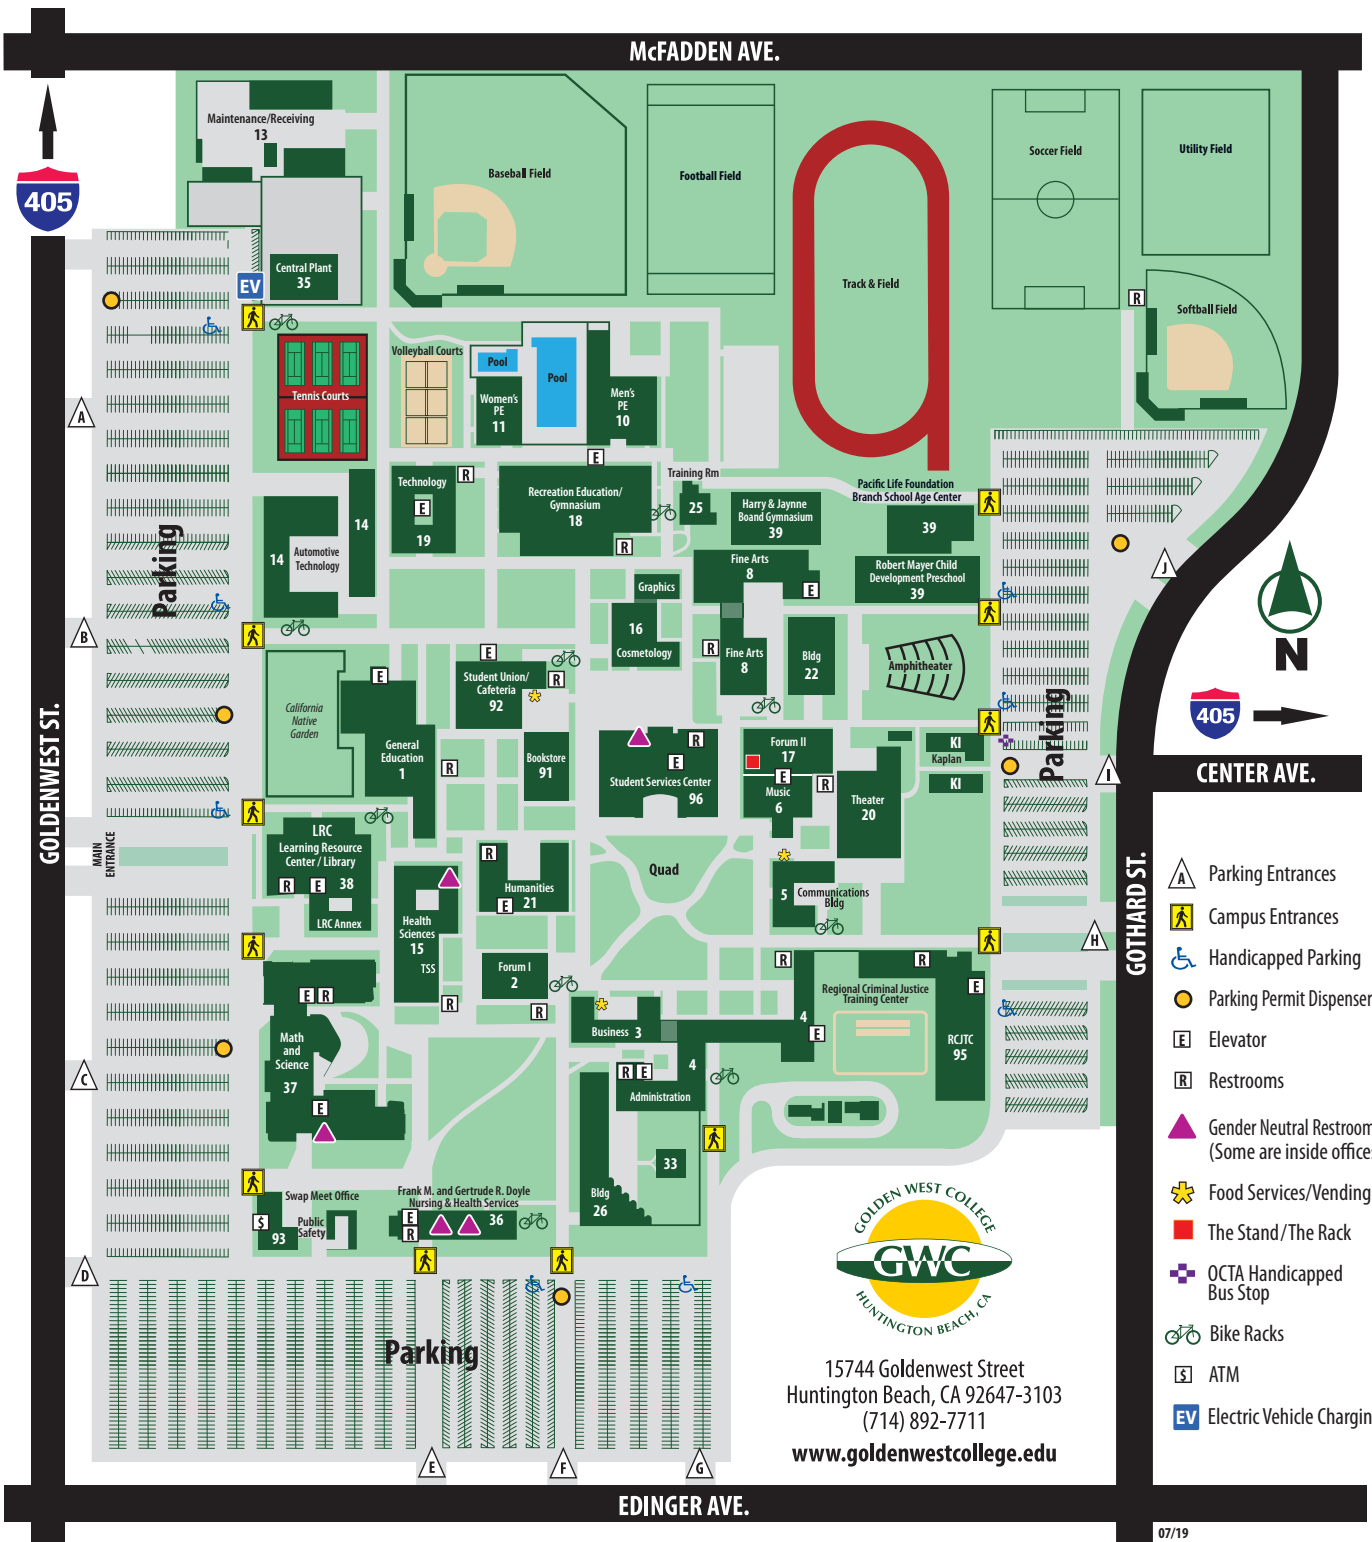 McFADDEN AVE.
405
Maintenance/Receiving
13
Baseball Field
Football Field
Soccer Field
Utility Field
Central Plant
35
EV
Track & Field
R
Softball Field
Volleyball Courts
Pool
Pool
Tennis Courts
Women's
PE
11
Men's
PE
10
A
E
Training Rm
Technology
R
E
19
Recreation Education/
Gymnasium
18
R
25
Harry & Jaynne
Boand Gymnasium
39
Pacific Life Foundation
Branch School Age Center
39
14
14
Automotive
Technology
Parking
Fine Arts
8
E
Robert Mayer Child
Development Preschool
39
J
Graphics
16
Cosmetology
B
R
Fine Arts
8
Bldg
22
Amphitheater
N
405
California
Native
Garden
E
General
Education
1
E
Student Union/
Cafeteria
92
R
Bookstore
91
R
R
E
Student Services Center
96
Forum II
17
E
Music
6
R
Theater
20
KI
Kaplan
KI
Parking
I
CENTER AVE.
GOLDENWEST ST.
MAIN
ENTRANCE
LRC
Learning Resource
Center / Library
R
E
38
LRC Annex
Health
Sciences
15
TSS
R
R
Humanities
E
21
Quad
5
Communications
Bldg
GOTHARD ST.
H
Forum I
2
R
E
R
Math
and
Science
37
E
C
Business 3
R
R
Regional Criminal Justice
Training Center
4
E
E
RCJTC
95
4
R
E
Administration
33
Bldg
26
Swap Meet Office
$
93
Public
Safety
Frank M. and Gertrude R. Doyle
Nursing & Health Services
E
R
36
D
Parking
E
F
G
EDINGER AVE.
GOLDEN WEST COLLEGE
GWC
HUNTINGTON BEACH, CA
15744 Goldenwest Street
Huntington Beach, CA 92647-3103
(714) 892-7711
www.goldenwestcollege.edu
A Parking Entrances
Campus Entrances
Handicapped Parking
Parking Permit Dispenser
E Elevator
R Restrooms
Gender Neutral Restroom
(Some are inside offices
Food Services/Vending
The Stand/The Rack
OCTA Handicapped
Bus Stop
Bike Racks
$ ATM
EV Electric Vehicle Chargin
07/19